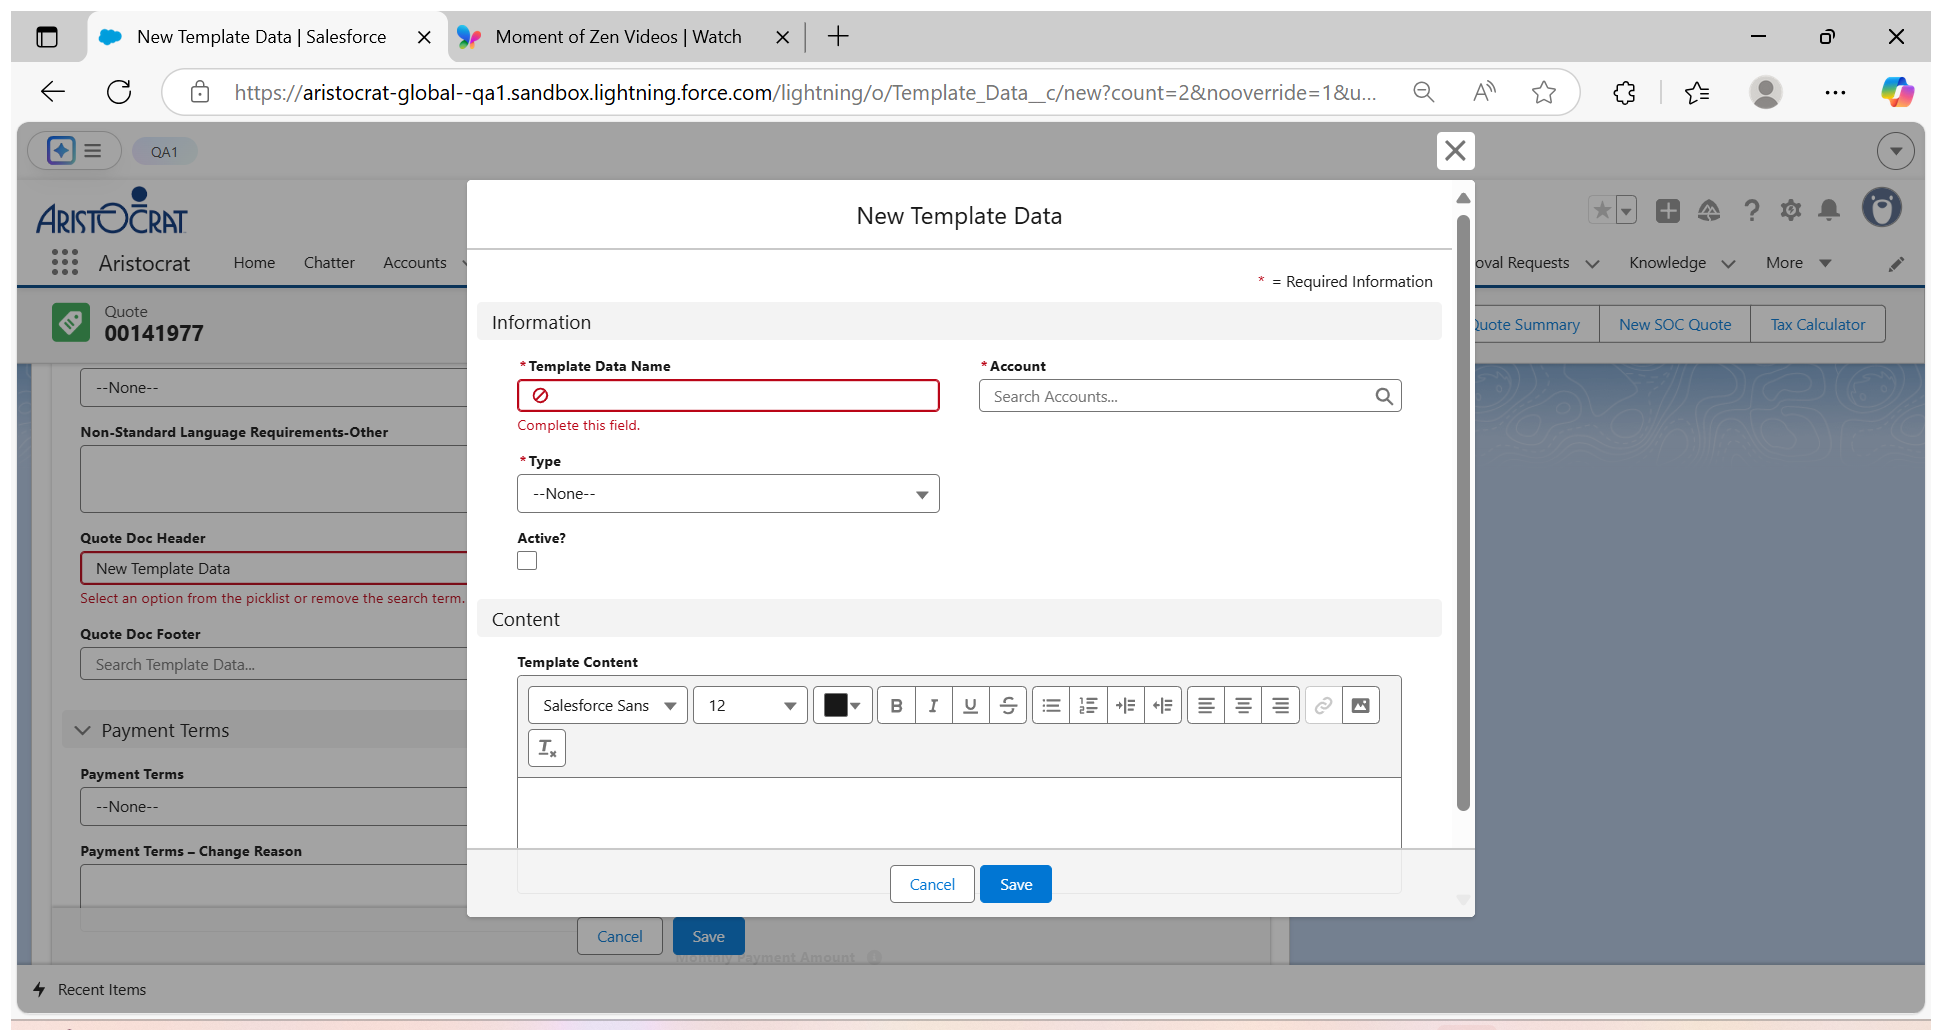 New Template Data | Salesforce
Moment of Zen Videos | Watch
https://aristocrat-global--qa1.sandbox.lightning.force.com/lightning/o/Template_Data__c/new?count=2&nooverride=1&u...
QA1
ARISTOCRAT
Aristocrat
Home
Chatter
Accounts
oval Requests
Knowledge
More
Quote
00141977
Quote Summary
New SOC Quote
Tax Calculator
--None--
Non-Standard Language Requirements-Other
Quote Doc Header
New Template Data
Select an option from the picklist or remove the search term.
Quote Doc Footer
Search Template Data...
Payment Terms
Payment Terms
--None--
Payment Terms – Change Reason
Cancel
Save
Monthly Payment Amount
Recent Items
New Template Data
* = Required Information
Information
*Template Data Name
Complete this field.
*Account
Search Accounts...
*Type
--None--
Active?
Content
Template Content
Salesforce Sans
12
B
I
U
S
Cancel
Save